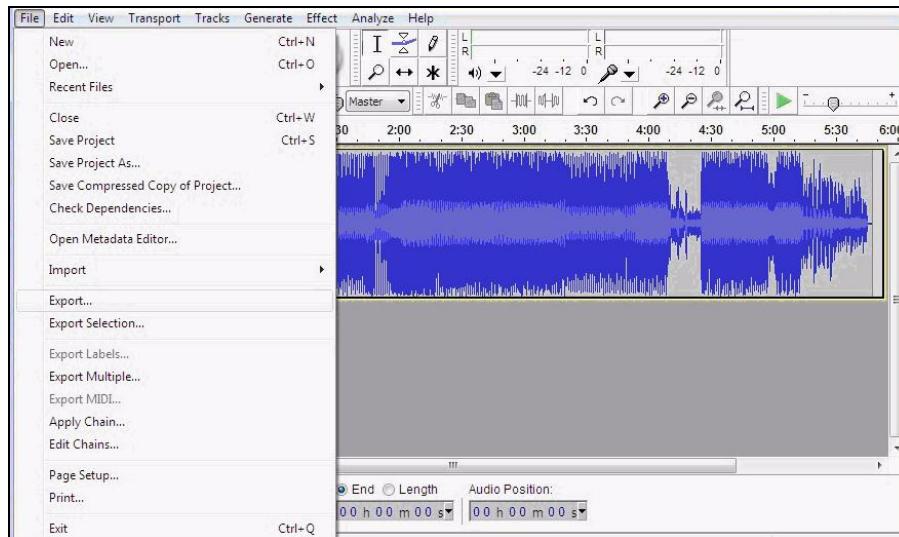 File Edit View Transport Tracks Generate Effect Analyze Help
New Ctrl+N
Open... Ctrl+O
Recent Files
Close Ctrl+W
Save Project Ctrl+S
Save Project As...
Save Compressed Copy of Project...
Check Dependencies...
Open Metadata Editor...
Import
Export...
Export Selection...
Export Labels...
Export Multiple...
Export MIDI...
Apply Chain...
Edit Chains...
Page Setup...
Print...
Exit Ctrl+Q
L L
R R
-24 -12 0 -24 -12 0
Master
30 2:00 2:30 3:00 3:30 4:00 4:30 5:00 5:30 6:00
End Length Audio Position:
00 h 00 m 00 s 00 h 00 m 00 s